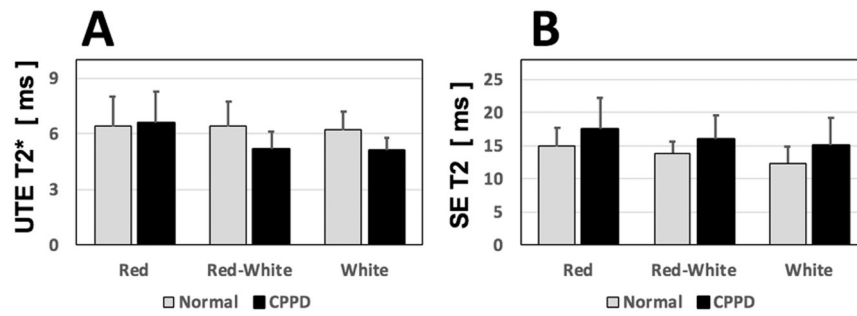 A
UTE T2* [ ms ]
9
6
3
0
Red Red-White White
Normal CPPD
B
SE T2 [ ms ]
25
20
15
10
5
0
Red Red-White White
Normal CPPD